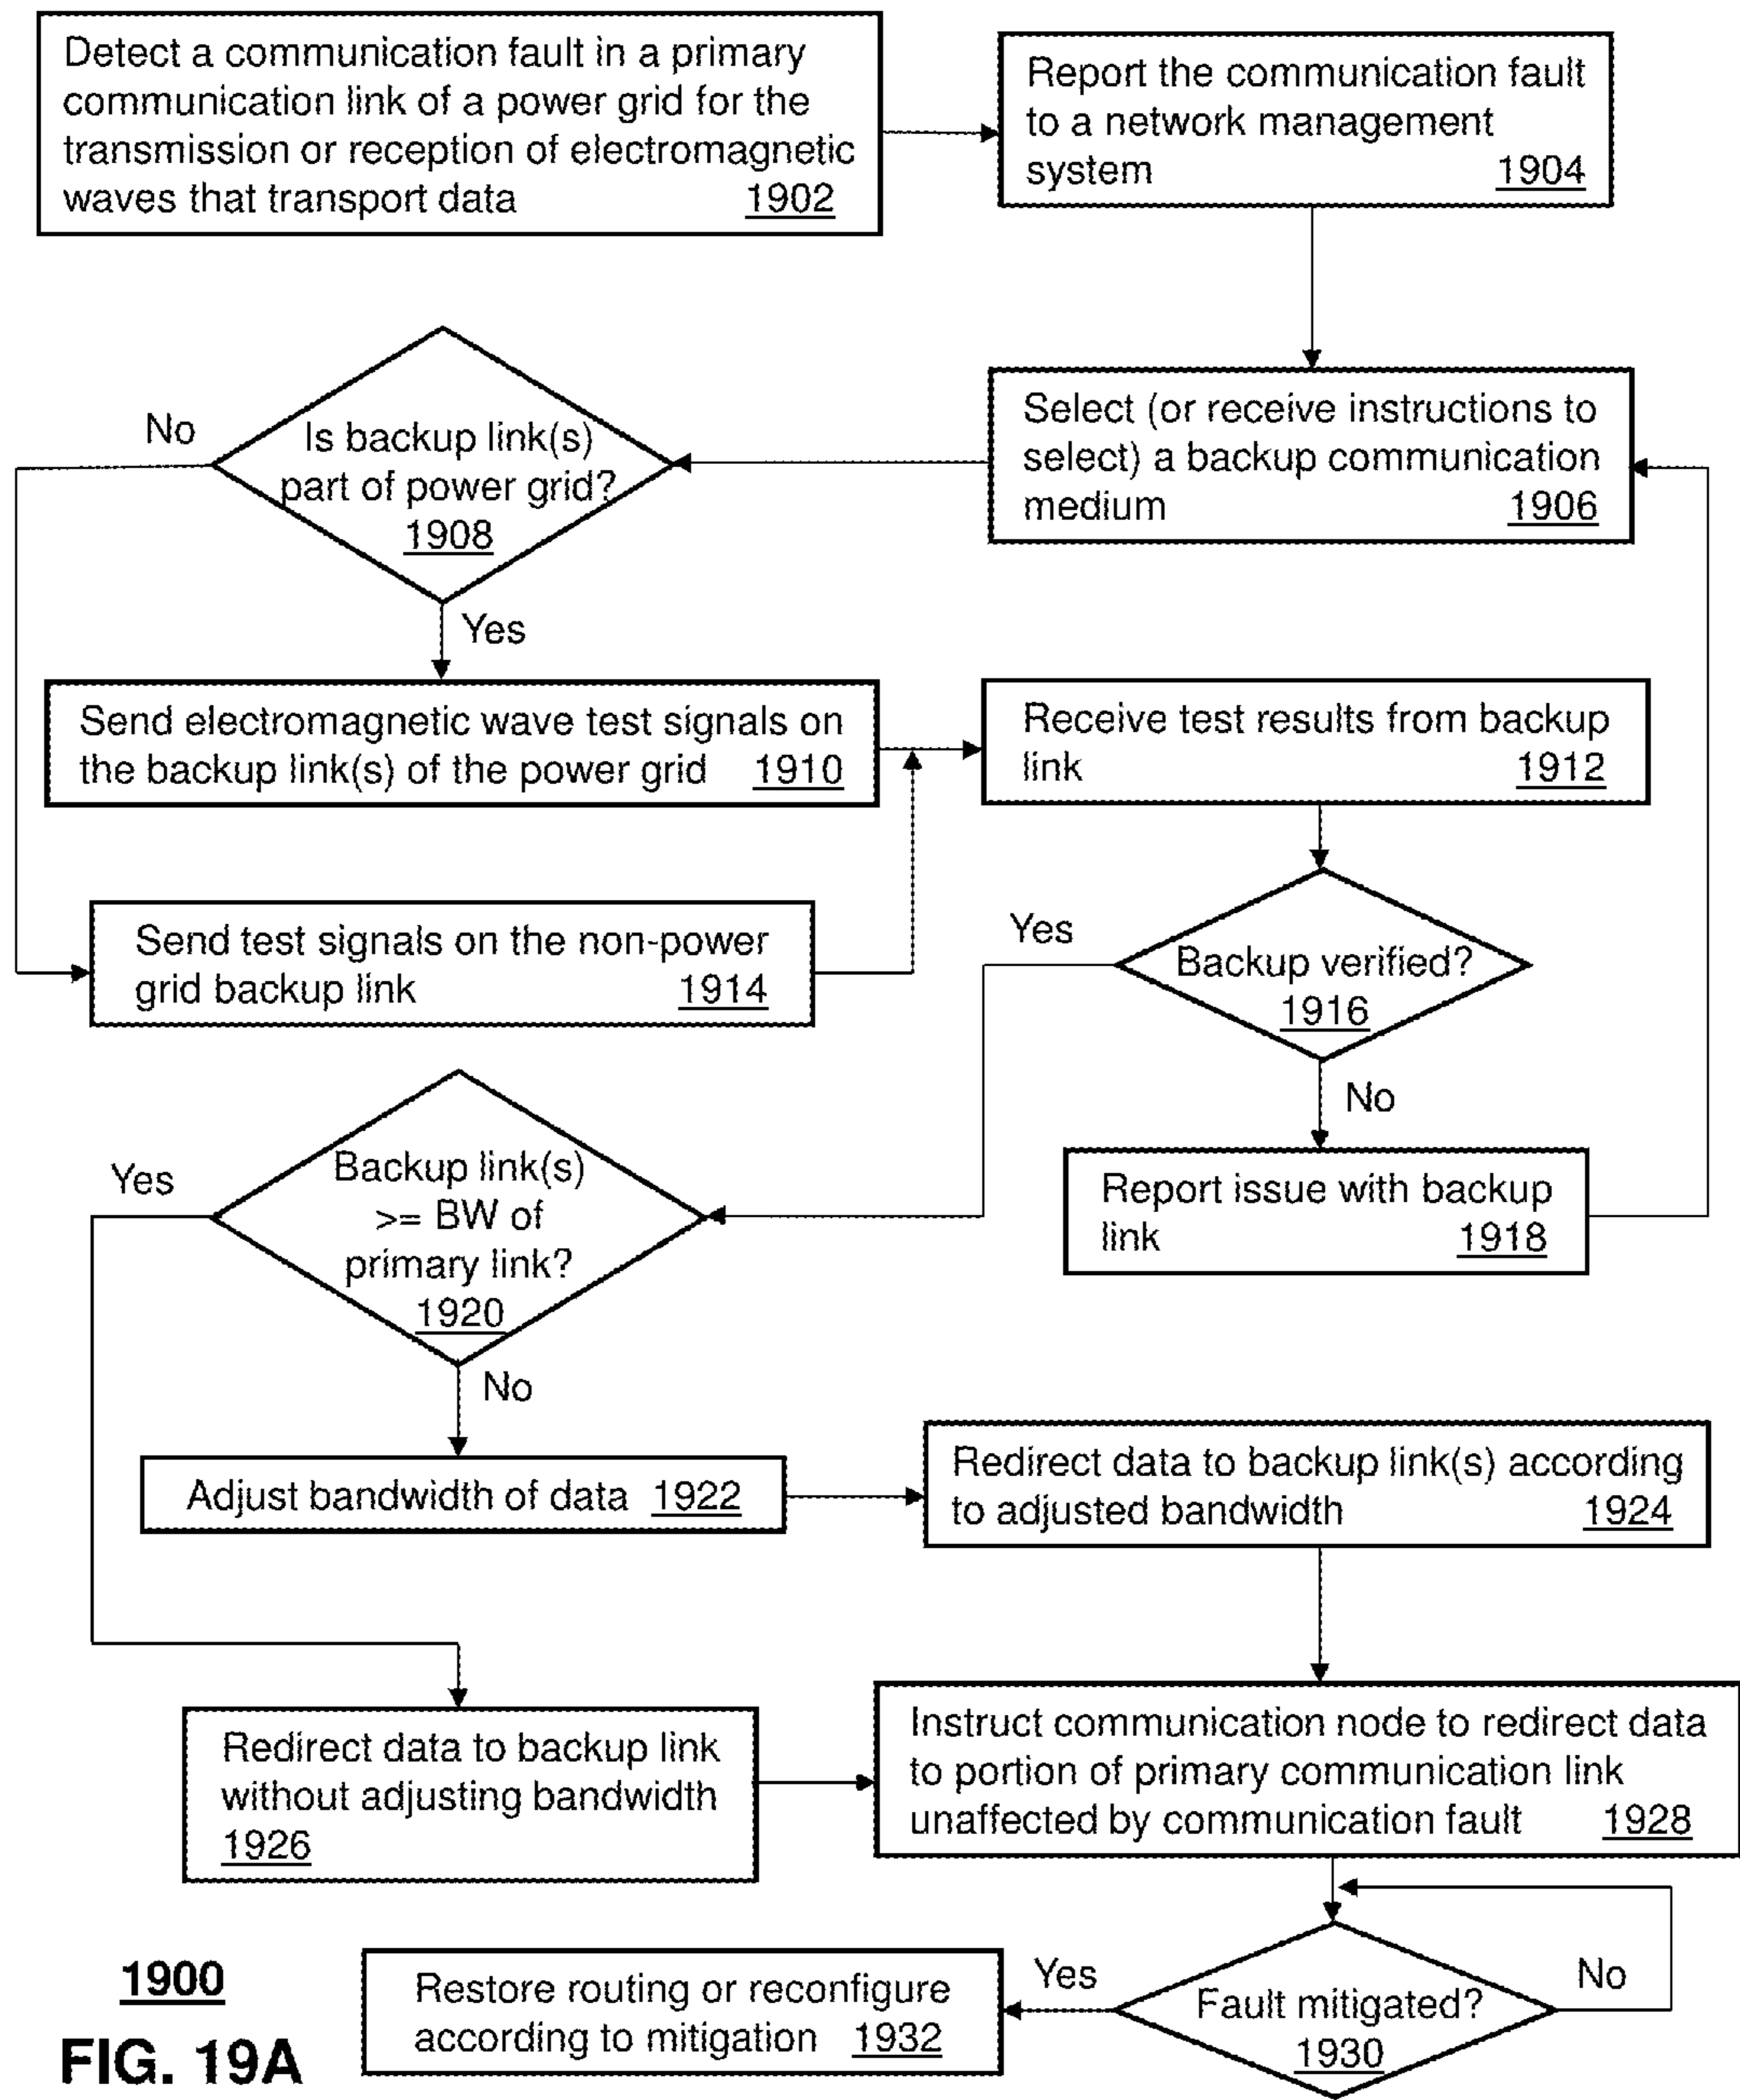 Detect a communication fault in a primary
communication link of a power grid for the
transmission or reception of electromagnetic
waves that transport data 1902
Report the communication fault
to a network management
system 1904
Select (or receive instructions to
select) a backup communication
medium 1906
Is backup link(s)
part of power grid?
1908
No
Yes
Send electromagnetic wave test signals on
the backup link(s) of the power grid 1910
Receive test results from backup
link 1912
Send test signals on the non-power
grid backup link 1914
Backup verified?
1916
Yes
No
Report issue with backup
link 1918
Backup link(s)
>= BW of
primary link?
1920
Yes
No
Adjust bandwidth of data 1922
Redirect data to backup link(s) according
to adjusted bandwidth 1924
Redirect data to backup link
without adjusting bandwidth
1926
Instruct communication node to redirect data
to portion of primary communication link
unaffected by communication fault 1928
Fault mitigated?
1930
Yes
No
Restore routing or reconfigure
according to mitigation 1932
1900
FIG. 19A